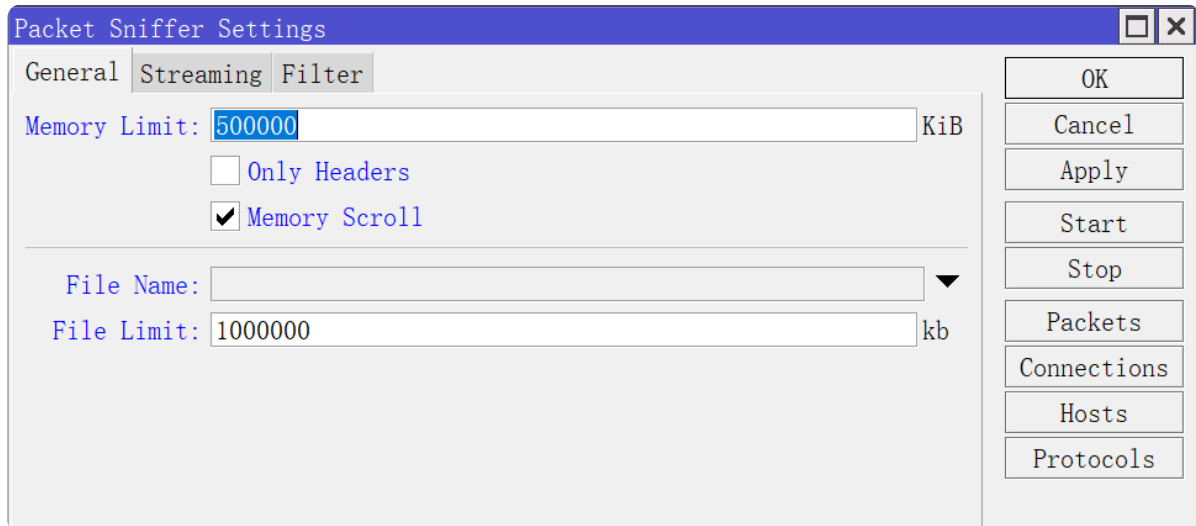 Packet Sniffer Settings
General Streaming Filter
Memory Limit: 500000 KiB
Only Headers
Memory Scroll
File Name:
File Limit: 1000000 kb
OK
Cancel
Apply
Start
Stop
Packets
Connections
Hosts
Protocols